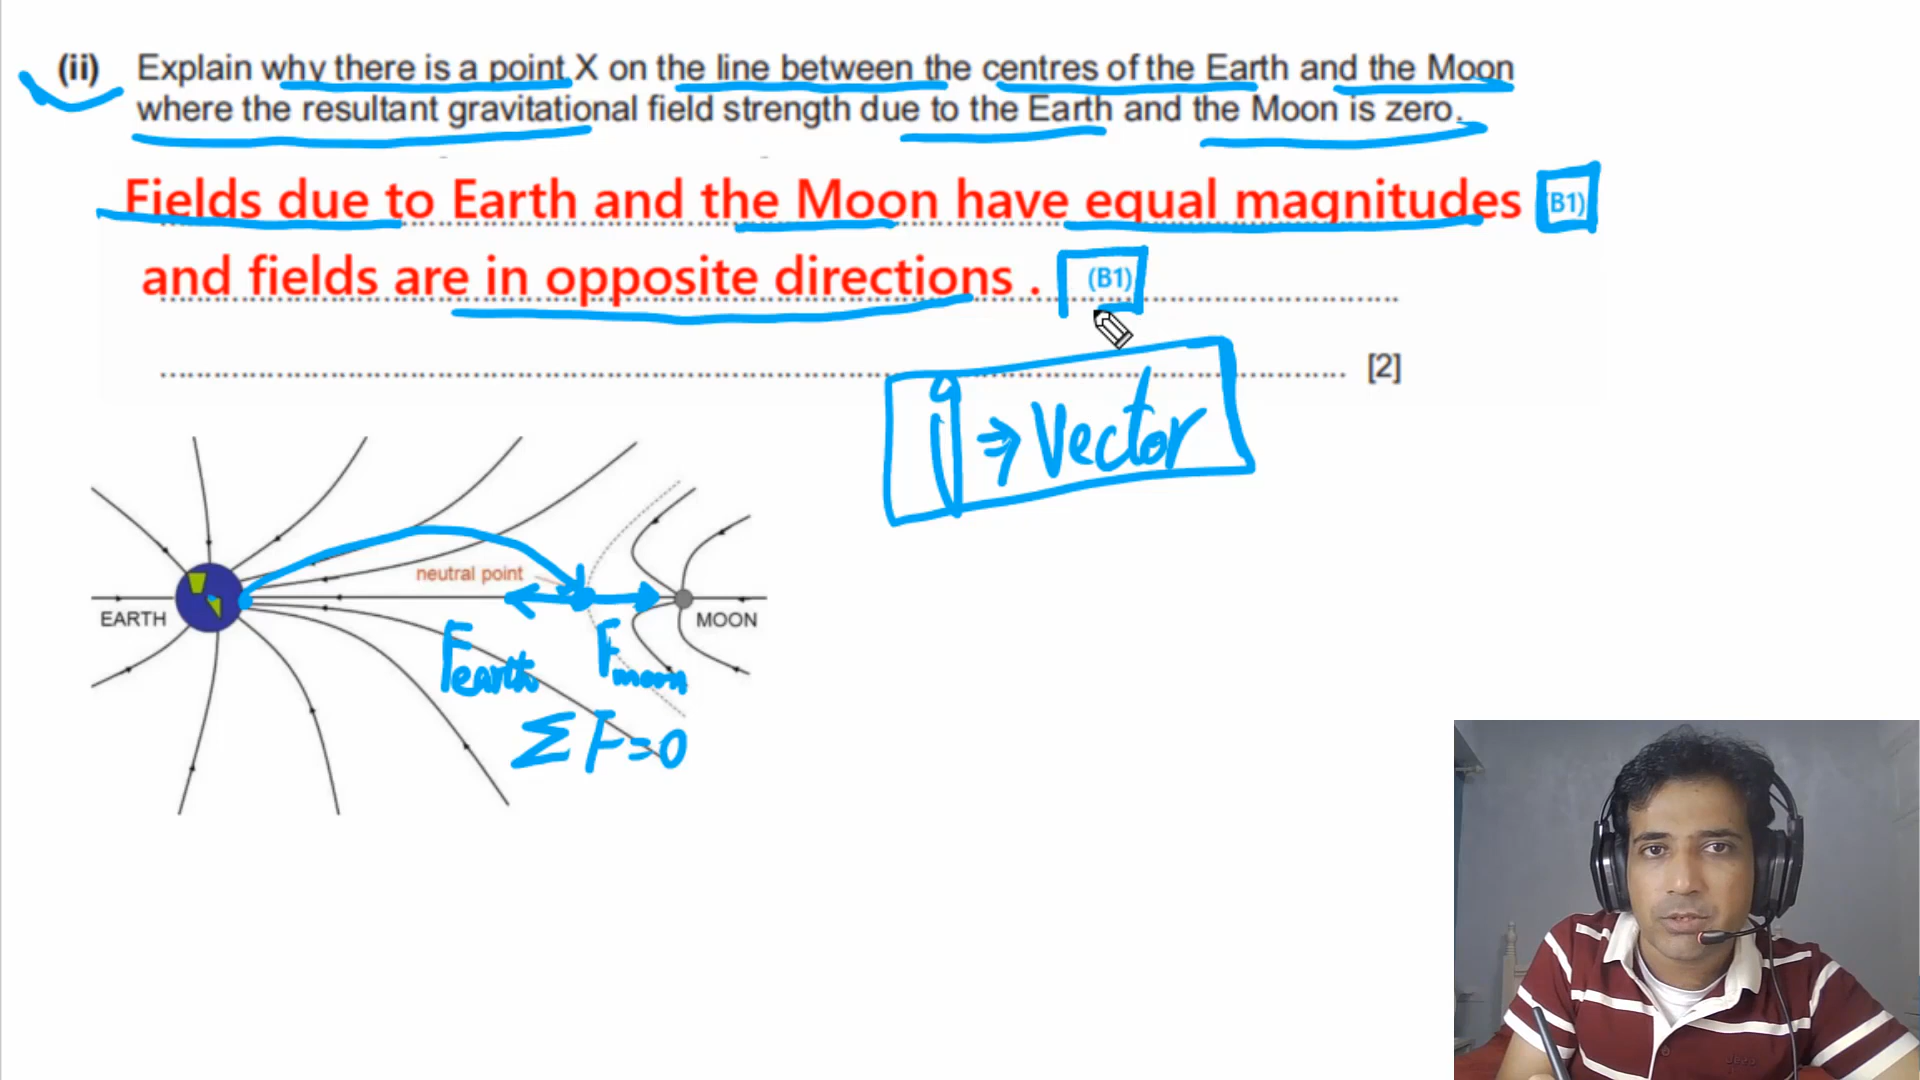 (ii) Explain why there is a point X on the line between the centres of the Earth and the Moon
where the resultant gravitational field strength due to the Earth and the Moon is zero.
Fields due to Earth and the Moon have equal magnitudes (B1)
and fields are in opposite directions . (B1)
[2]
⇒ Vector
neutral point
EARTH
MOON
Fearth
Fmoon
ΣF=0